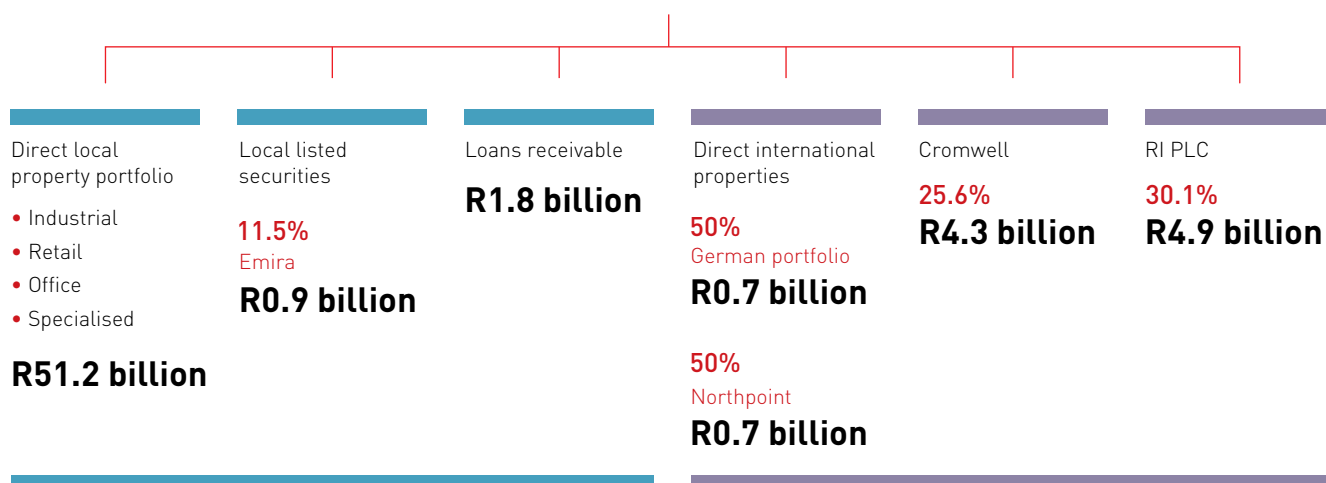 Direct local
property portfolio
• Industrial
• Retail
• Office
• Specialised
R51.2 billion
Local listed
securities
11.5%
Emira
R0.9 billion
Loans receivable
R1.8 billion
Direct international
properties
50%
German portfolio
R0.7 billion
50%
Northpoint
R0.7 billion
Cromwell
25.6%
R4.3 billion
RI PLC
30.1%
R4.9 billion